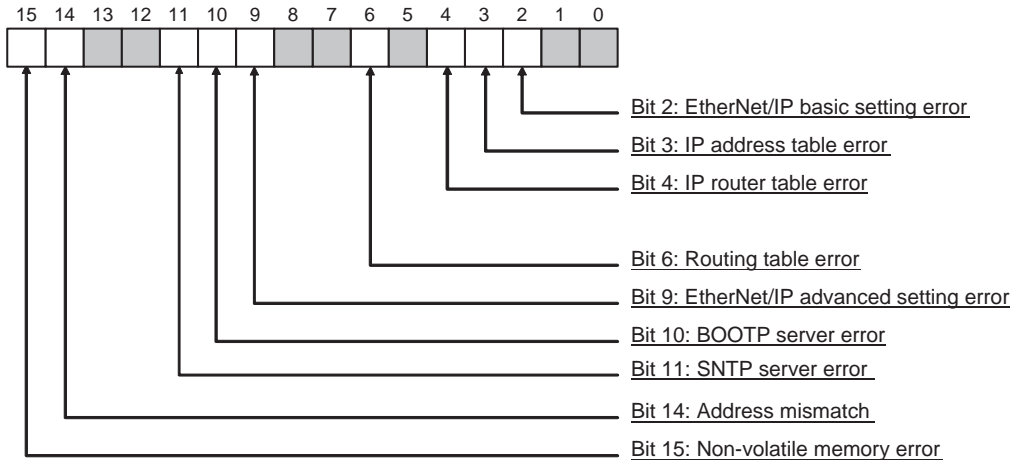 15 14 13 12 11 10 9 8 7 6 5 4 3 2 1 0
Bit 2: EtherNet/IP basic setting error
Bit 3: IP address table error
Bit 4: IP router table error
Bit 6: Routing table error
Bit 9: EtherNet/IP advanced setting error
Bit 10: BOOTP server error
Bit 11: SNTP server error
Bit 14: Address mismatch
Bit 15: Non-volatile memory error